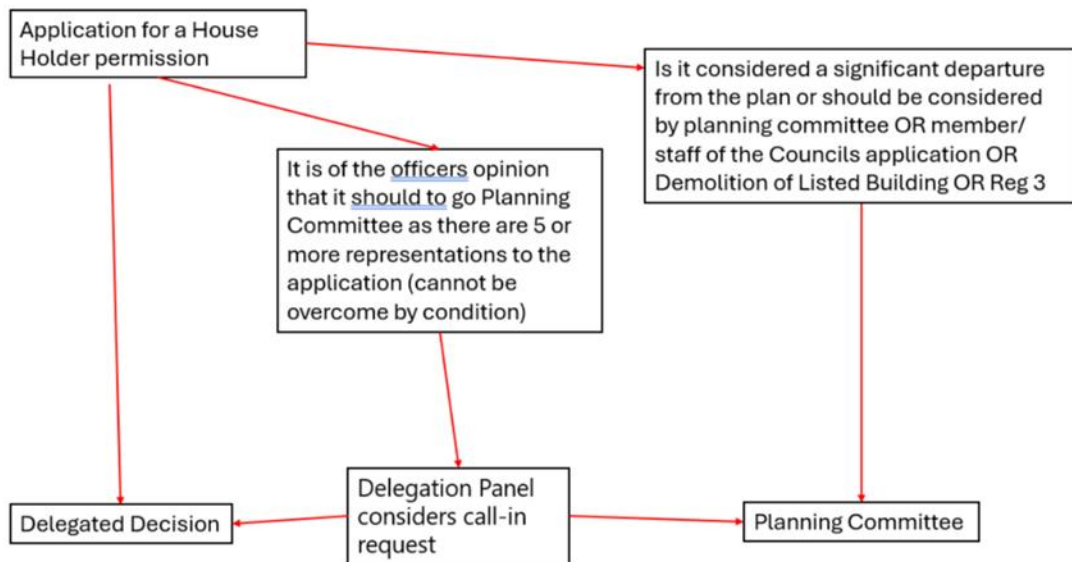 Application for a House
Holder permission
Is it considered a significant departure
from the plan or should be considered
by planning committee OR member/
staff of the Councils application OR
Demolition of Listed Building OR Reg 3
It is of the officers opinion
that it should to go Planning
Committee as there are 5 or
more representations to the
application (cannot be
overcome by condition)
Delegation Panel
considers call-in
request
Delegated Decision
Planning Committee